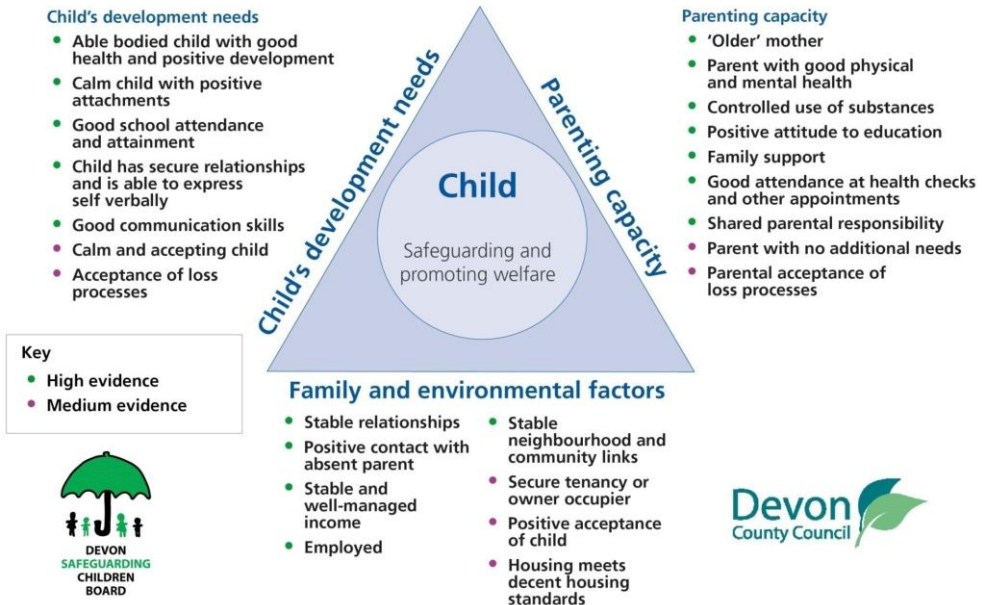 Child's development needs
Able bodied child with good
health and positive development
Calm child with positive
attachments
Good school attendance
and attainment
Child has secure relationships
and is able to express
self verbally
Good communication skills
Calm and accepting child
Acceptance of loss
processes
Child's development needs
Child
Safeguarding and
promoting welfare
Parenting capacity
Parenting capacity
'Older' mother
Parent with good physical
and mental health
Controlled use of substances
Positive attitude to education
Family support
Good attendance at health checks
and other appointments
Shared parental responsibility
Parent with no additional needs
Parental acceptance of
loss processes
Key
High evidence
Medium evidence
Family and environmental factors
Stable relationships
Positive contact with
absent parent
Stable and
well-managed
income
Employed
Stable
neighbourhood and
community links
Secure tenancy or
owner occupier
Positive acceptance
of child
Housing meets
decent housing
standards
DEVON
SAFEGUARDING
CHILDREN
BOARD
Devon
County Council